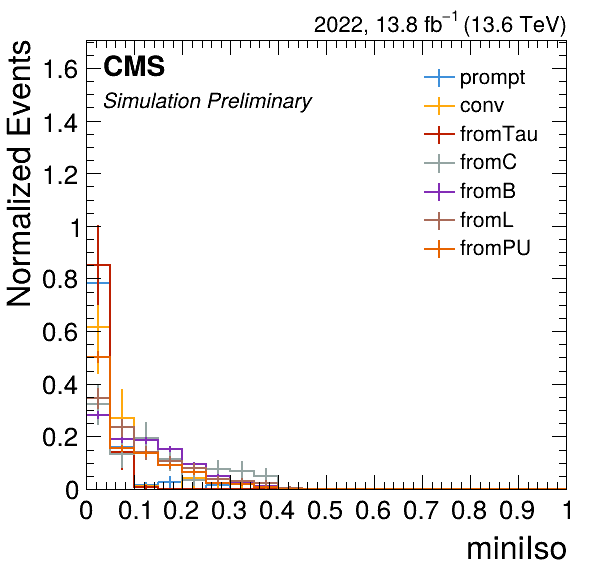 2022, 13.8 fb⁻¹ (13.6 TeV)
CMS
Simulation Preliminary
Normalized Events
prompt
conv
fromTau
fromC
fromB
fromL
fromPU
1.6
1.4
1.2
1
0.8
0.6
0.4
0.2
0
0 0.1 0.2 0.3 0.4 0.5 0.6 0.7 0.8 0.9 1
miniIso